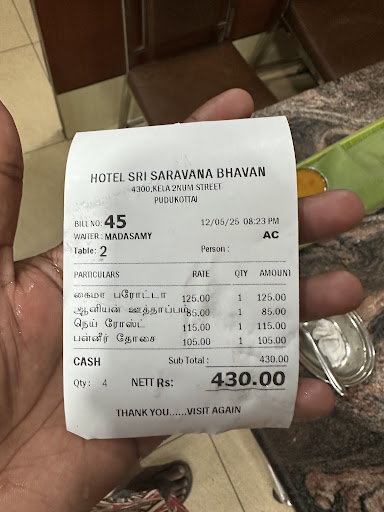 HOTEL SRI SARAVANA BHAVAN
4300,KELA 2NUM STREET
PUDUKOTTAI
BILL NO: 45 12/05/25 08:23 PM
WAITER: MADASAMY AC
Table: 2 Person :
PARTICULARS RATE QTY AMOUNT
கைமா பரோட்டா 125.00 1 125.00
ஆனியன் ஊத்தாப்பம் 85.00 1 85.00
நெய் ரோஸ்ட் 115.00 1 115.00
பன்னீர் தோசை 105.00 1 105.00
CASH Sub Total : 430.00
Qty : 4 NETT Rs: 430.00
THANK YOU......VISIT AGAIN